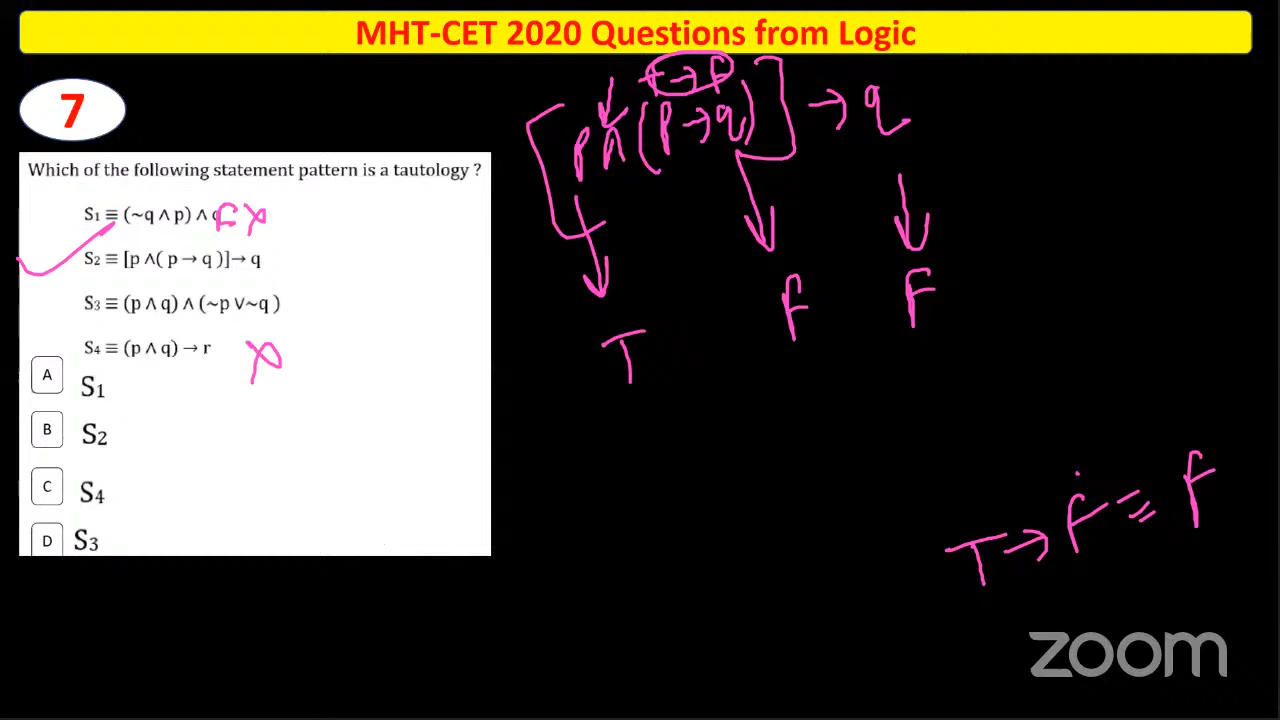 MHT-CET 2020 Questions from Logic
7
Which of the following statement pattern is a tautology ?
S₁ ≡ (~q ∧ p) ∧ F X
S₂ ≡ [p ∧( p → q )]→ q
S₃ ≡ (p ∧ q) ∧ (~p ∨~q )
S₄ ≡ (p ∧ q) → r X
A S₁
B S₂
C S₄
D S₃
T → F
[p ∧ (p → q)] → q
T F F
T → F ≡ F
zoom